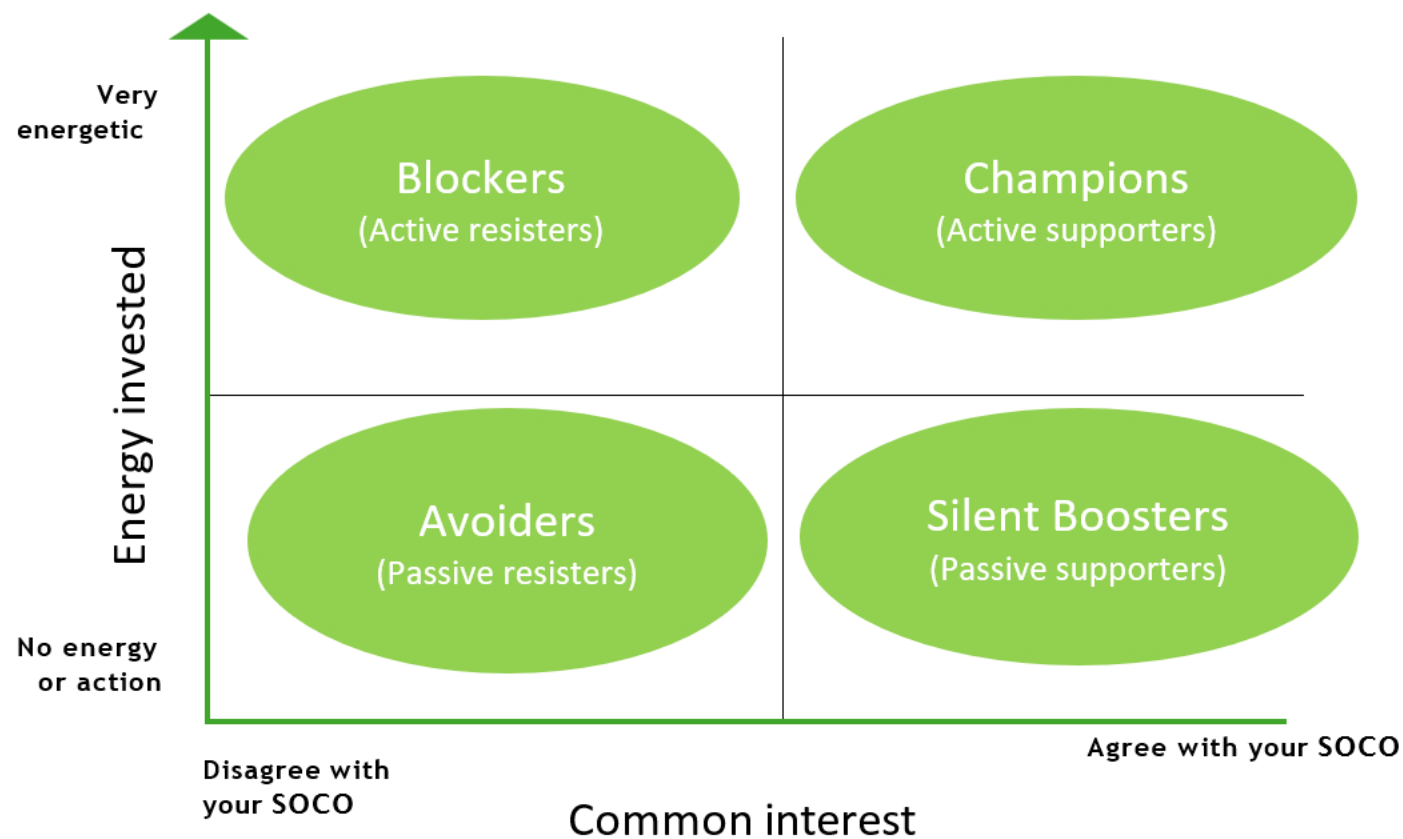 Very
energetic
Energy invested
No energy
or action
Blockers
(Active resisters)
Champions
(Active supporters)
Avoiders
(Passive resisters)
Silent Boosters
(Passive supporters)
Disagree with
your SOCO
Agree with your SOCO
Common interest